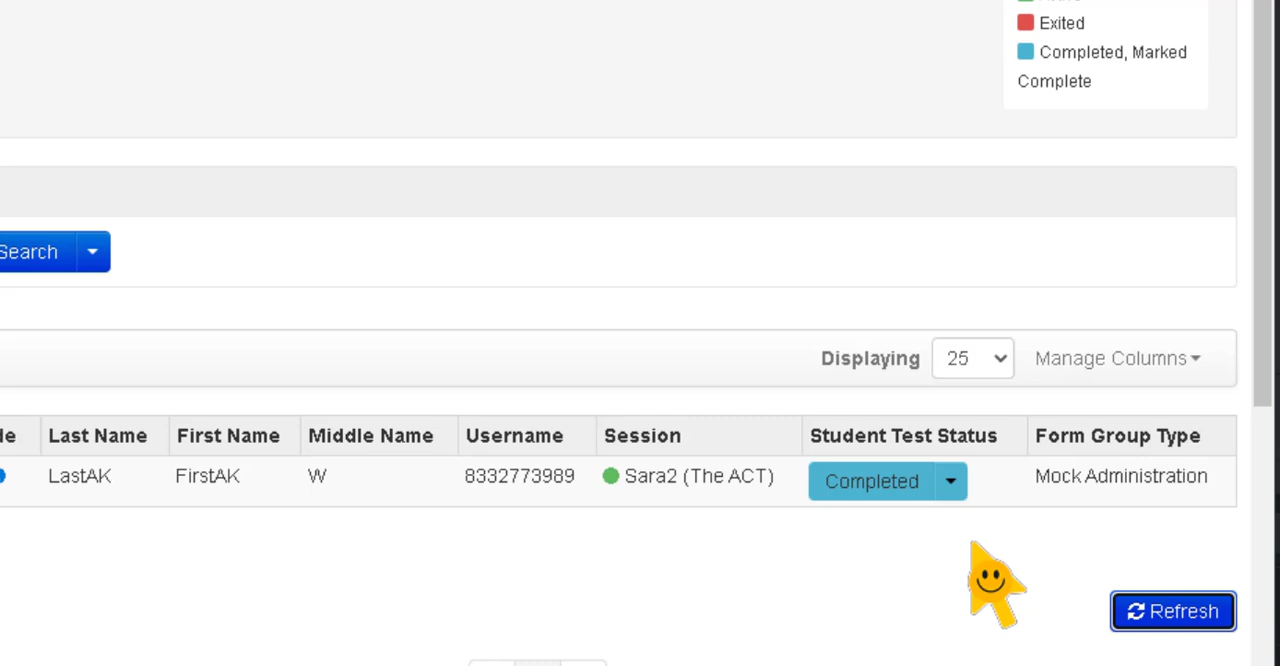 Exited
Completed, Marked
Complete
Search
Displaying 25 Manage Columns
Last Name First Name Middle Name Username Session Student Test Status Form Group Type
LastAK FirstAK W 8332773989 Sara2 (The ACT) Completed Mock Administration
Refresh